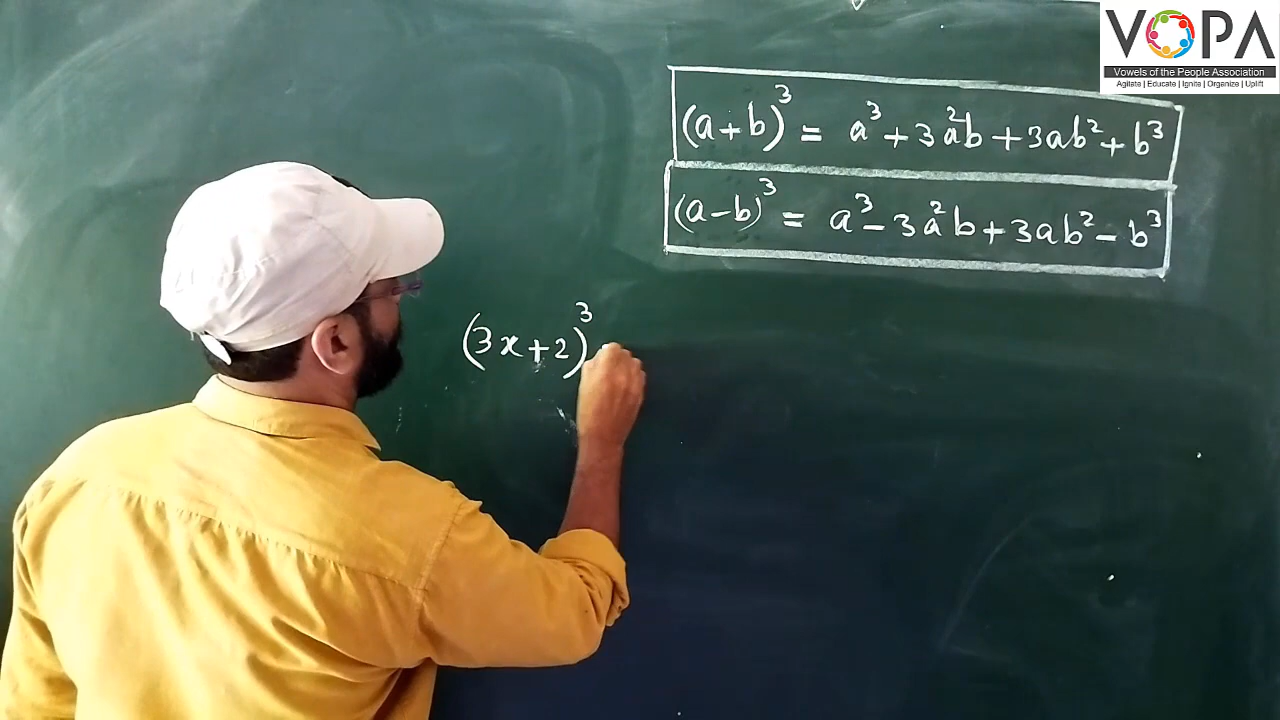 VOPA
Vowels of the People Association
Agitate | Educate | Ignite | Organize | Uplift
(a+b)³ = a³ + 3a²b + 3ab² + b³
(a-b)³ = a³ - 3a²b + 3ab² - b³
(3x+2)³